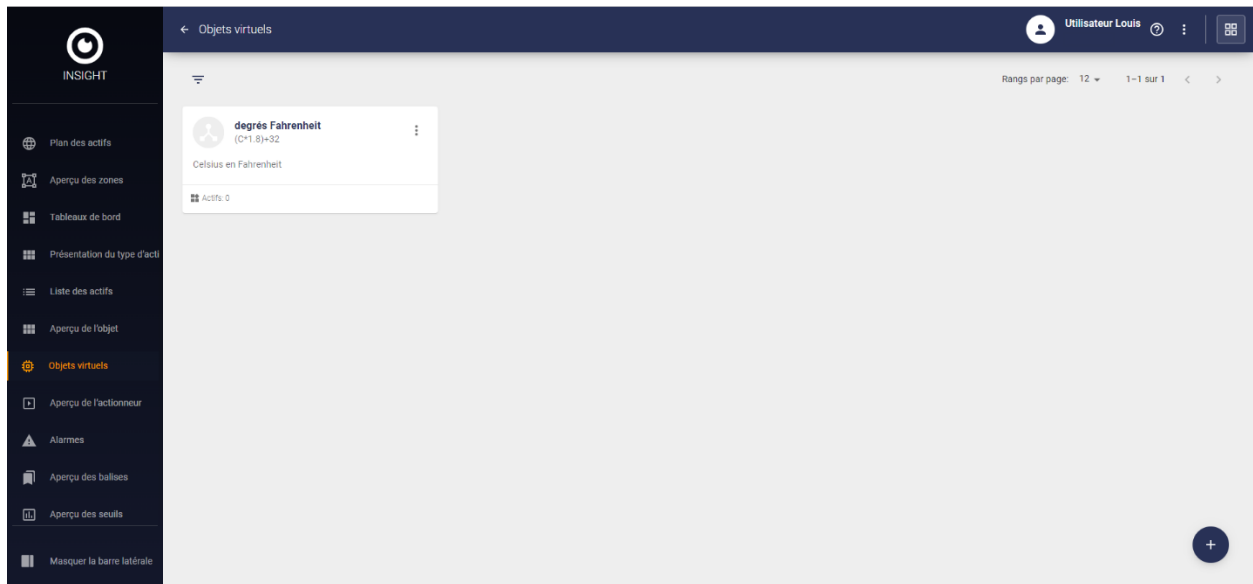 INSIGHT
Plan des actifs
Aperçu des zones
Tableaux de bord
Présentation du type d'acti
Liste des actifs
Aperçu de l'objet
Objets virtuels
Aperçu de l'actionneur
Alarmes
Aperçu des balises
Aperçu des seuils
Masquer la barre latérale
Objets virtuels
Utilisateur Louis
Rangs par page: 12 1–1 sur 1
degrés Fahrenheit
(C*1.8)+32
Celsius en Fahrenheit
Actifs: 0